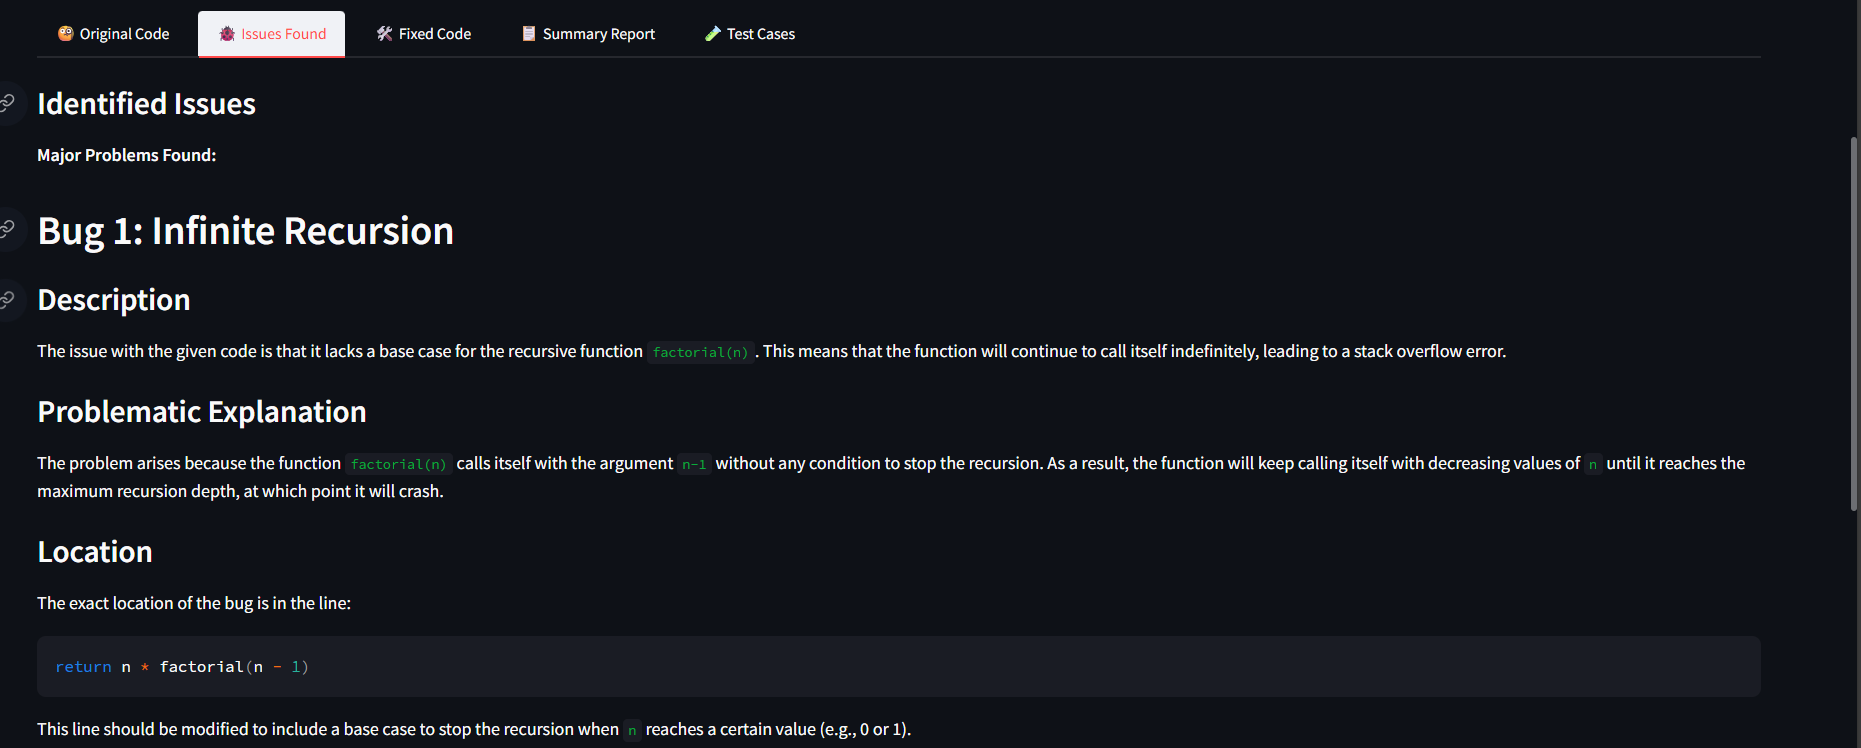 Original Code Issues Found Fixed Code Summary Report Test Cases
Identified Issues
Major Problems Found:
Bug 1: Infinite Recursion
Description
The issue with the given code is that it lacks a base case for the recursive function factorial(n) . This means that the function will continue to call itself indefinitely, leading to a stack overflow error.
Problematic Explanation
The problem arises because the function factorial(n) calls itself with the argument n-1 without any condition to stop the recursion. As a result, the function will keep calling itself with decreasing values of n until it reaches the
maximum recursion depth, at which point it will crash.
Location
The exact location of the bug is in the line:
return n * factorial(n - 1)
This line should be modified to include a base case to stop the recursion when n reaches a certain value (e.g., 0 or 1).